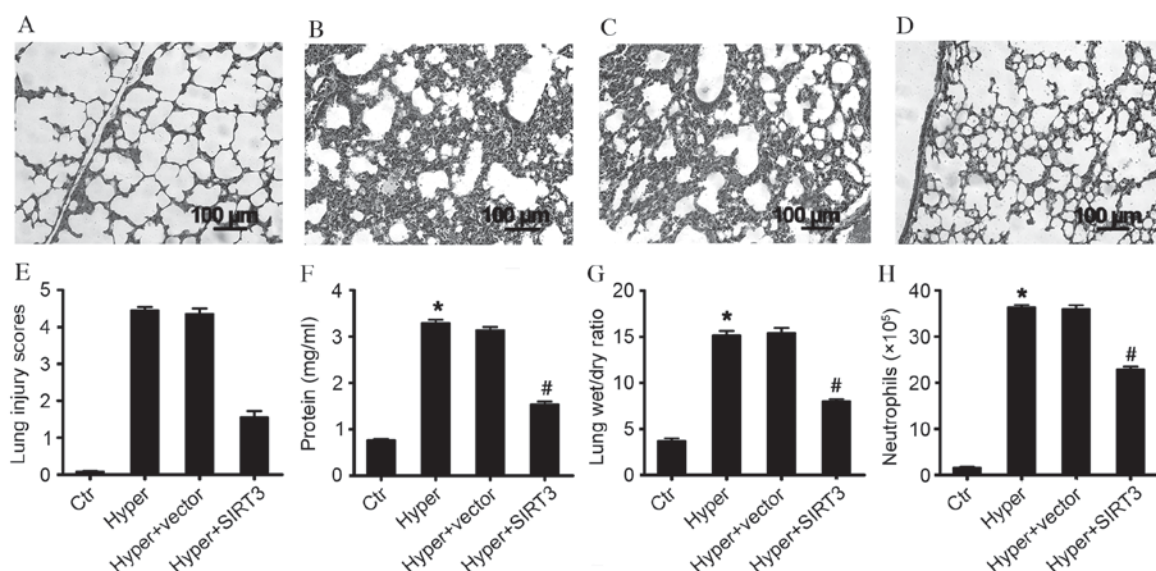 A
B
C
D
100 μm
100 μm
100 μm
100 μm
E
Lung injury scores
5
4
3
2
1
0
Ctr
Hyper
Hyper+vector
Hyper+SIRT3
F
Protein (mg/ml)
4
3
2
1
0
*
#
Ctr
Hyper
Hyper+vector
Hyper+SIRT3
G
Lung wet/dry ratio
20
15
10
5
0
*
#
Ctr
Hyper
Hyper+vector
Hyper+SIRT3
H
Neutrophils (×10⁵)
40
30
20
10
0
*
#
Ctr
Hyper
Hyper+vector
Hyper+SIRT3